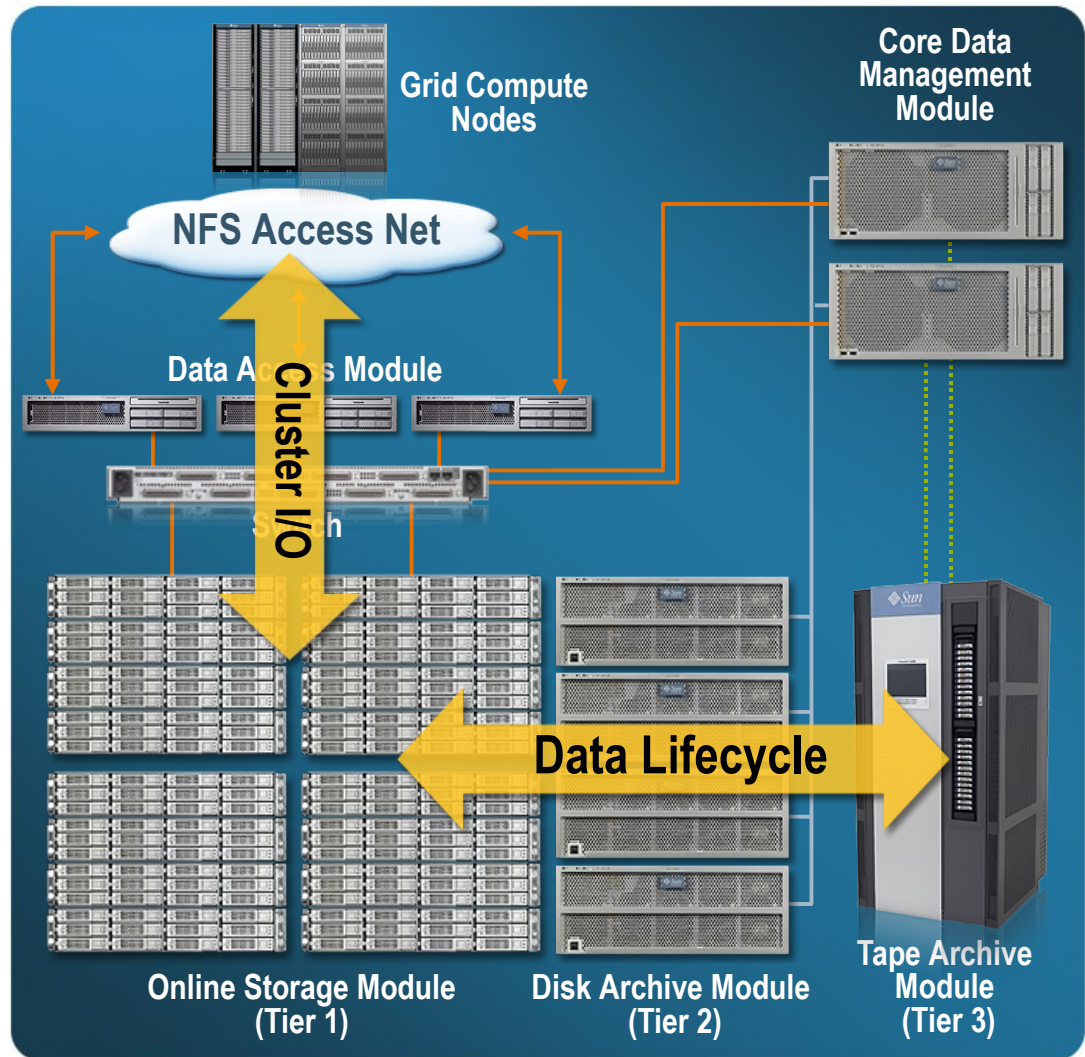 Grid Compute
Nodes
Core Data
Management
Module
NFS Access Net
Data Access Module
Cluster I/O
Switch
Sun
Data Lifecycle
Online Storage Module
(Tier 1)
Disk Archive Module
(Tier 2)
Tape Archive
Module
(Tier 3)